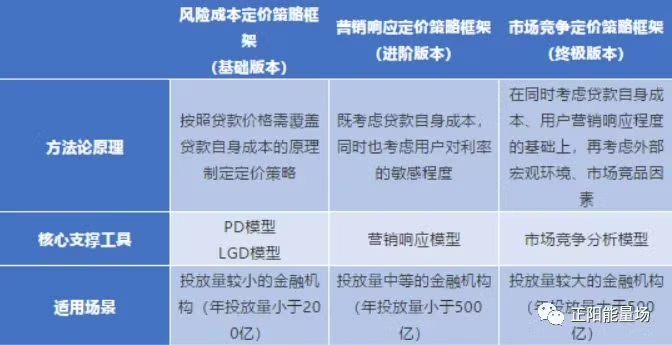 风险成本定价策略框
架
（基础版本）
营销响应定价策略框架
（进阶版本）
市场竞争定价策略框架
（终极版本）
方法论原理
按照贷款价格需覆盖
贷款自身成本的原理
制定定价策略
既考虑贷款自身成本，
同时也考虑用户对利率
的敏感程度
在同时考虑贷款自身成
本、用户营销响应程度
的基础上，再考虑外部
宏观环境、市场竞品因
素
核心支撑工具
PD模型
LGD模型
营销响应模型
市场竞争分析模型
适用场景
投放量较小的金融机
构（年投放量小于20
0亿）
投放量中等的金融机构
（年投放量小于500
亿）
投放量较大的金融机构
（年投放量大于500
亿）
正阳能量场